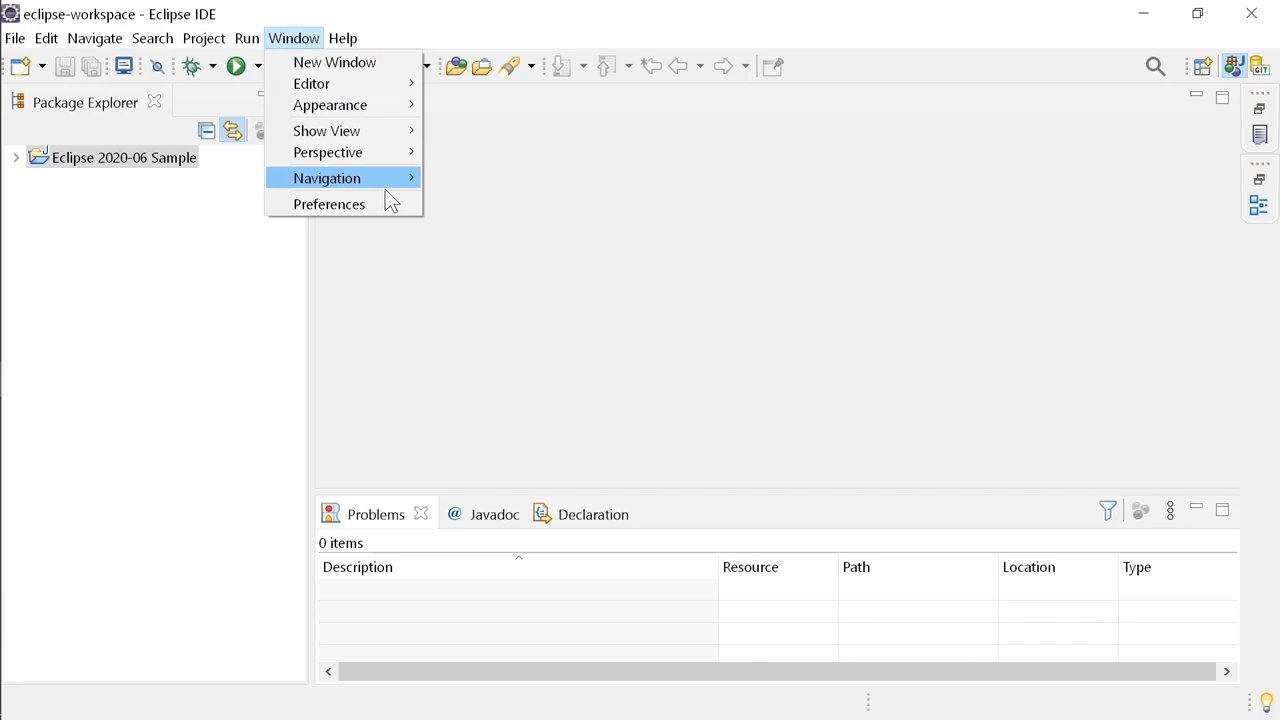 eclipse-workspace - Eclipse IDE
File Edit Navigate Search Project Run Window Help
New Window
Editor
Appearance
Show View
Perspective
Navigation
Preferences
Package Explorer
Eclipse 2020-06 Sample
Problems @ Javadoc Declaration
0 items
Description Resource Path Location Type
GIT